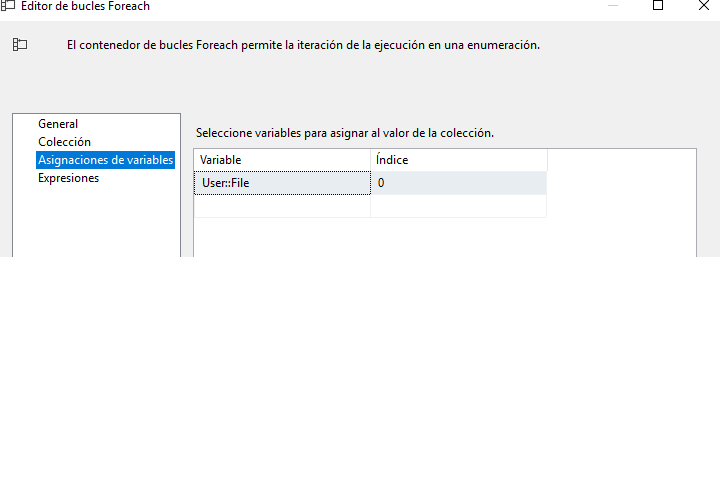 Editor de bucles Foreach
El contenedor de bucles Foreach permite la iteración de la ejecución en una enumeración.
General
Colección
Asignaciones de variables
Expresiones
Seleccione variables para asignar al valor de la colección.
Variable Índice
User::File 0